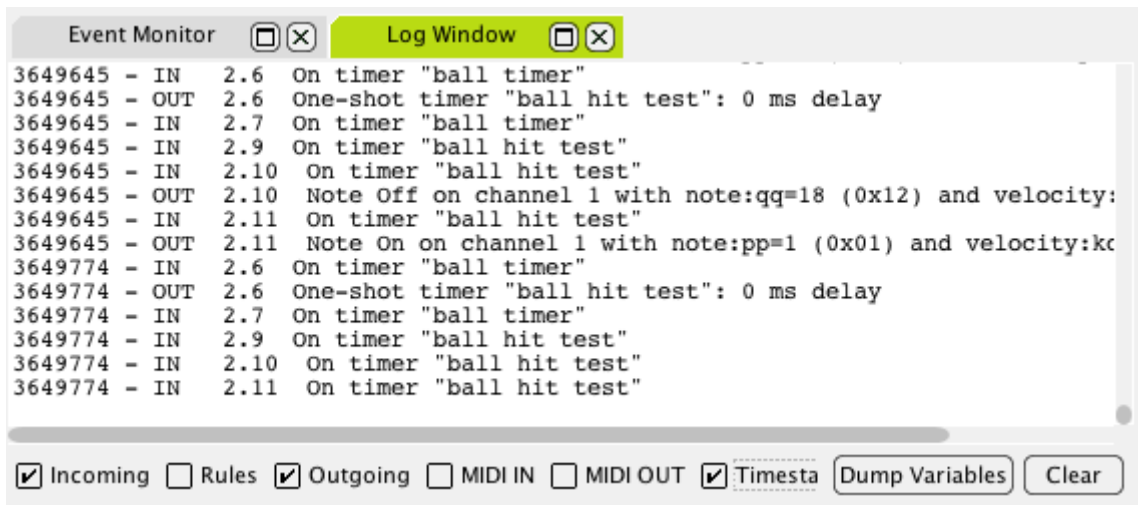 Event Monitor Log Window
3649645 - IN 2.6 On timer "ball timer"
3649645 - OUT 2.6 One-shot timer "ball hit test": 0 ms delay
3649645 - IN 2.7 On timer "ball timer"
3649645 - IN 2.9 On timer "ball hit test"
3649645 - IN 2.10 On timer "ball hit test"
3649645 - OUT 2.10 Note Off on channel 1 with note:qq=18 (0x12) and velocity:
3649645 - IN 2.11 On timer "ball hit test"
3649645 - OUT 2.11 Note On on channel 1 with note:pp=1 (0x01) and velocity:
3649774 - IN 2.6 On timer "ball timer"
3649774 - OUT 2.6 One-shot timer "ball hit test": 0 ms delay
3649774 - IN 2.7 On timer "ball timer"
3649774 - IN 2.9 On timer "ball hit test"
3649774 - IN 2.10 On timer "ball hit test"
3649774 - IN 2.11 On timer "ball hit test"
Incoming Rules Outgoing MIDI IN MIDI OUT Timesta Dump Variables Clear